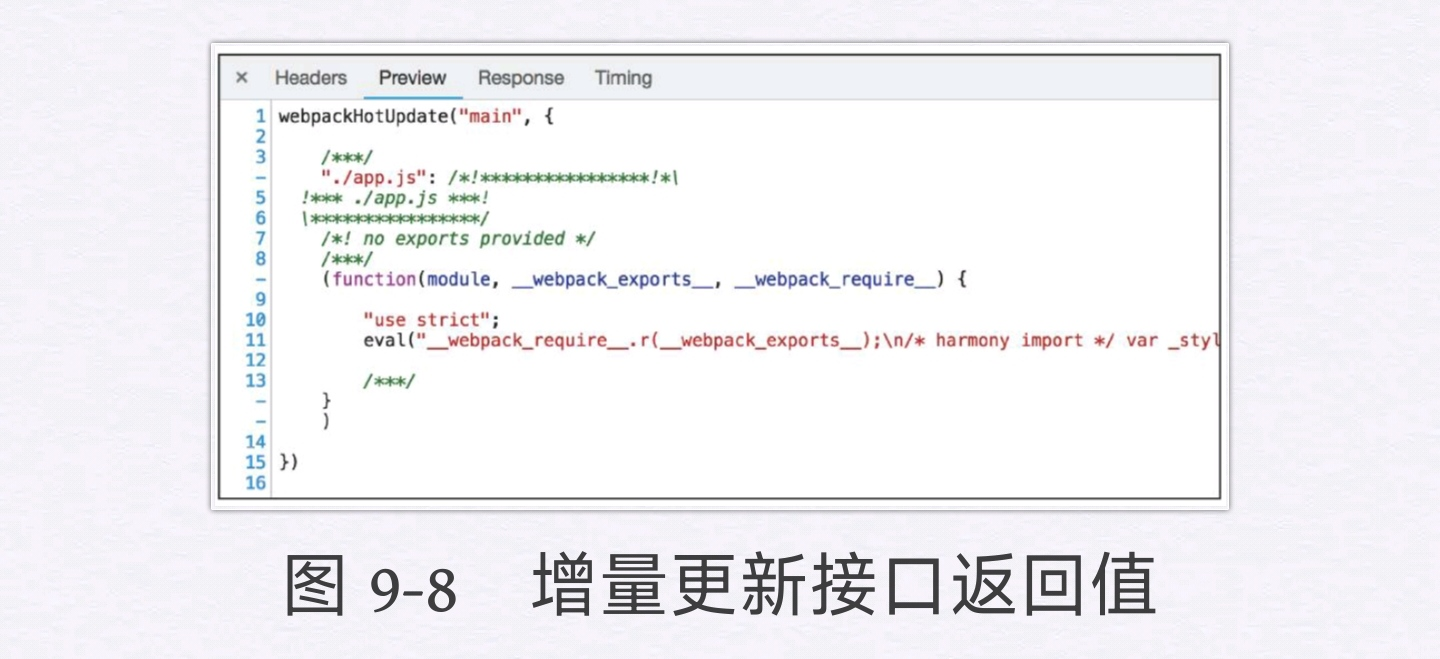 × Headers Preview Response Timing
1 webpackHotUpdate("main", {
2
3 /***/
– "./app.js": /*!****************!*\
5 !*** ./app.js ***!
6 \****************/
7 /*! no exports provided */
8 /***/
– (function(module, __webpack_exports__, __webpack_require__) {
9
10 "use strict";
11 eval("__webpack_require__.r(__webpack_exports__);\n/* harmony import */ var _styl
12
13 /***/
– }
– )
14
15 })
16
图 9-8 增量更新接口返回值